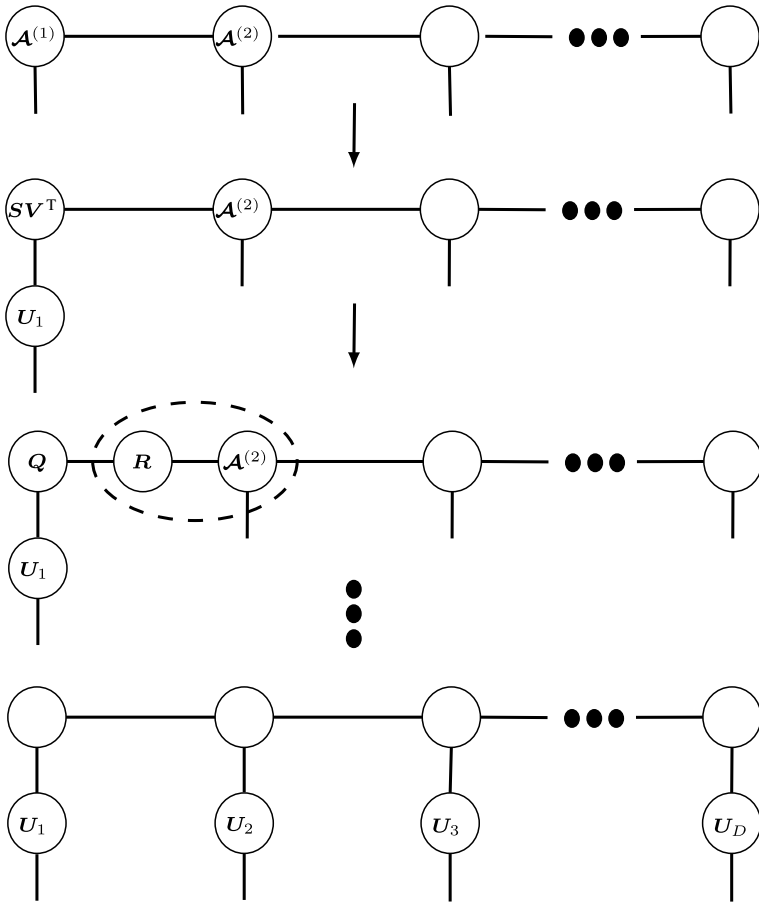 𝓐⁽¹⁾ 𝓐⁽²⁾
SVᵀ 𝓐⁽²⁾
U₁
Q R 𝓐⁽²⁾
U₁
U₁ U₂ U₃ U_D